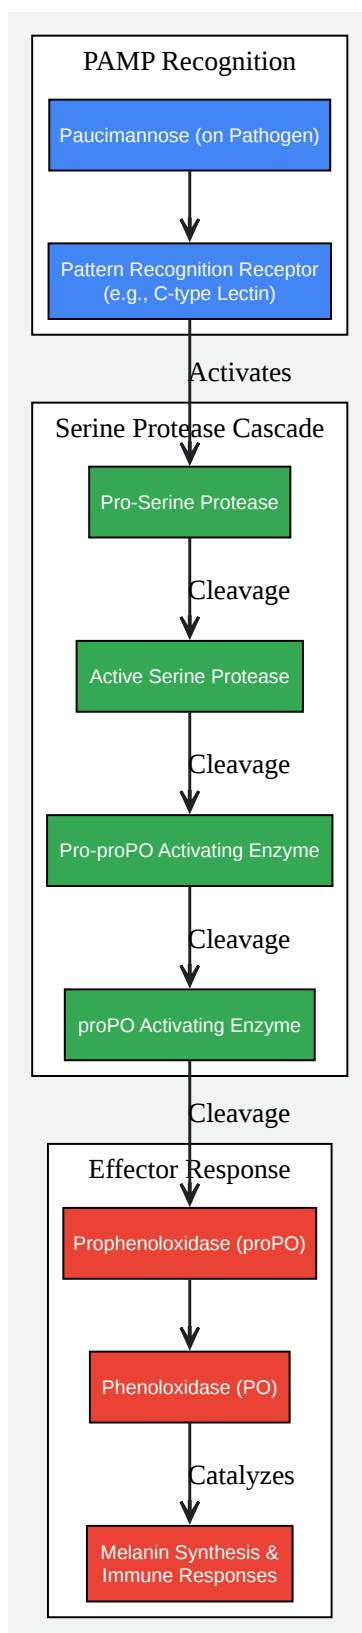 PAMP Recognition
Paucimannose (on Pathogen)
Pattern Recognition Receptor
(e.g., C-type Lectin)
Activates
Serine Protease Cascade
Pro-Serine Protease
Cleavage
Active Serine Protease
Cleavage
Pro-proPO Activating Enzyme
Cleavage
proPO Activating Enzyme
Cleavage
Effector Response
Prophenoloxidase (proPO)
Phenoloxidase (PO)
Catalyzes
Melanin Synthesis &
Immune Responses